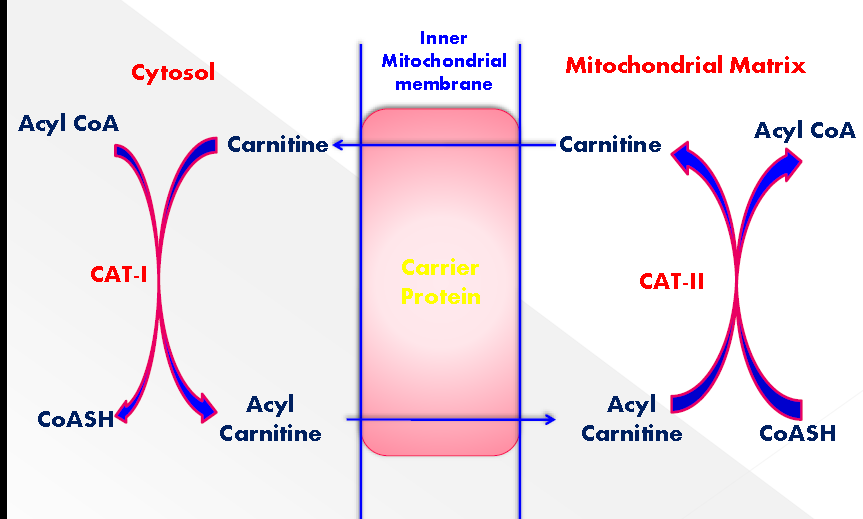 Inner
Mitochondrial
membrane
Cytosol
Mitochondrial Matrix
Acyl CoA
Carnitine
Carnitine
Acyl CoA
CAT-I
Carrier
Protein
CAT-II
CoASH
Acyl
Carnitine
Acyl
Carnitine
CoASH